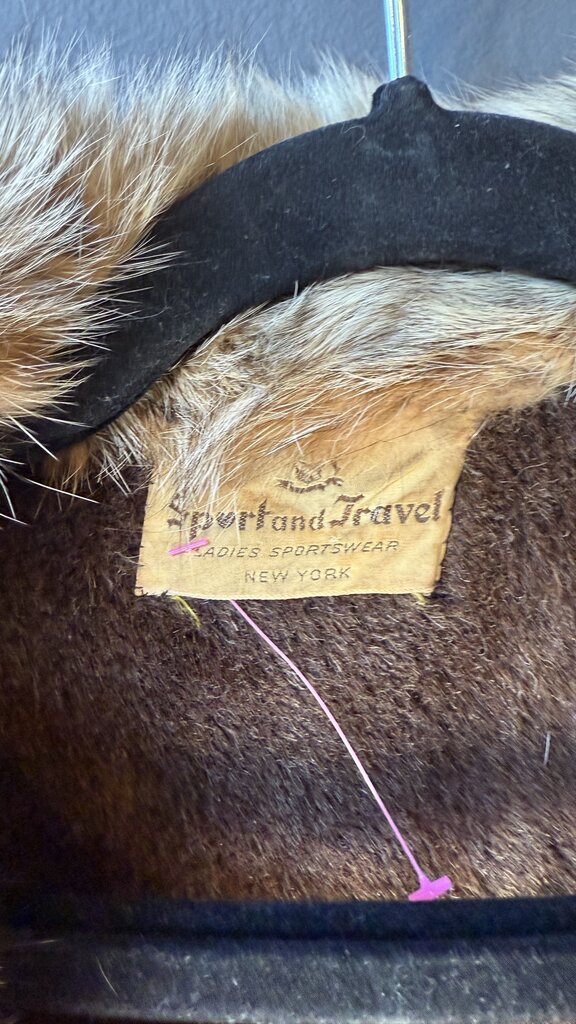 Sport and Travel
LADIES SPORTSWEAR
NEW YORK